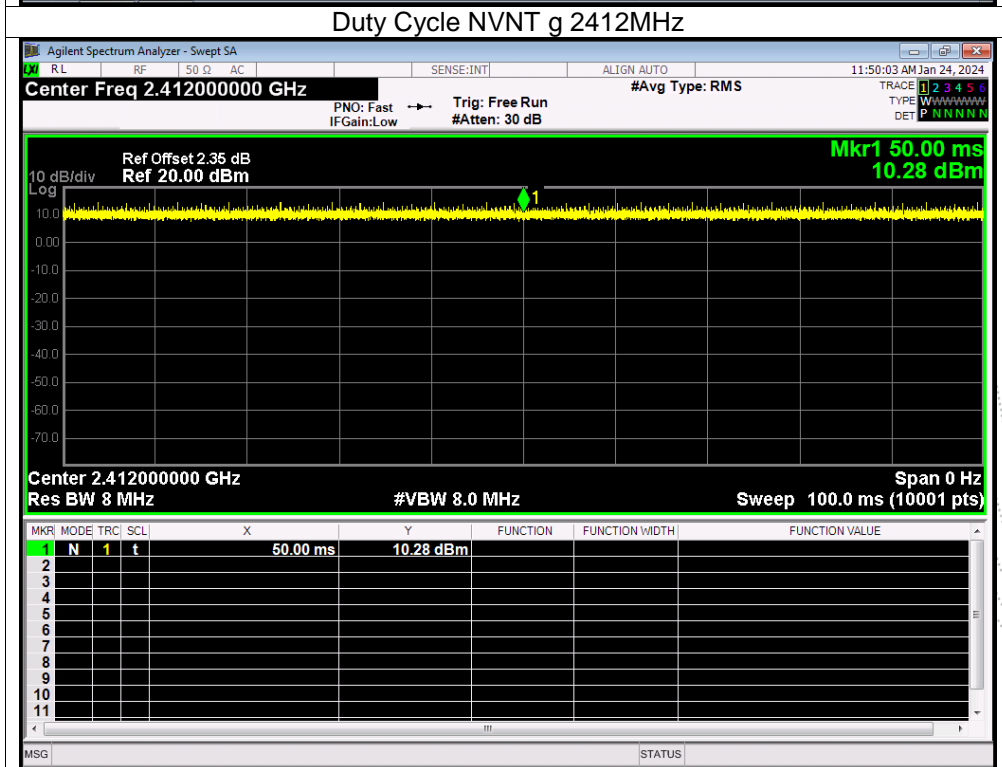 Duty Cycle NVNT g 2412MHz
Agilent Spectrum Analyzer - Swept SA
LXI RL RF 50 Ω AC SENSE:INT ALIGN AUTO 11:50:03 AM Jan 24, 2024
Center Freq 2.412000000 GHz #Avg Type: RMS TRACE 1 2 3 4 5 6
PNO: Fast Trig: Free Run TYPE WWWWWW
IFGain:Low #Atten: 30 dB DET P N N N N N
Mkr1 50.00 ms
Ref Offset 2.35 dB
10 dB/div Ref 20.00 dBm 10.28 dBm
Log
1
10.0
0.00
-10.0
-20.0
-30.0
-40.0
-50.0
-60.0
-70.0
Center 2.412000000 GHz Span 0 Hz
Res BW 8 MHz #VBW 8.0 MHz Sweep 100.0 ms (10001 pts)
MKR MODE TRC SCL X Y FUNCTION FUNCTION WIDTH FUNCTION VALUE
1 N 1 t 50.00 ms 10.28 dBm
2
3
4
5
6
7
8
9
10
11
MSG STATUS